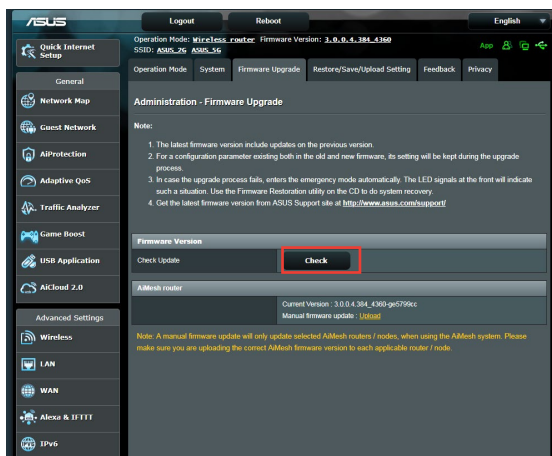 ASUS
Logout
Reboot
English
Quick Internet
Setup
Operation Mode: Wireless router Firmware Version: 3.0.0.4.384_4360
SSID: ASUS_2G ASUS_5G
App
Operation Mode System Firmware Upgrade Restore/Save/Upload Setting Feedback Privacy
General
Network Map
Guest Network
AiProtection
Adaptive QoS
Traffic Analyzer
Game Boost
USB Application
AiCloud 2.0
Advanced Settings
Wireless
LAN
WAN
Alexa & IFTTT
IPv6
Administration - Firmware Upgrade
Note:
1. The latest firmware version include updates on the previous version.
2. For a configuration parameter existing both in the old and new firmware, its setting will be kept during the upgrade
process.
3. In case the upgrade process fails, enters the emergency mode automatically. The LED signals at the front will indicate
such a situation. Use the Firmware Restoration utility on the CD to do system recovery.
4. Get the latest firmware version from ASUS Support site at http://www.asus.com/support/
Firmware Version
Check Update
Check
AiMesh router
Current Version : 3.0.0.4.384_4360-ge5799cc
Manual firmware update : Upload
Note: A manual firmware update will only update selected AiMesh routers / nodes, when using the AiMesh system. Please
make sure you are uploading the correct AiMesh firmware version to each applicable router / node.